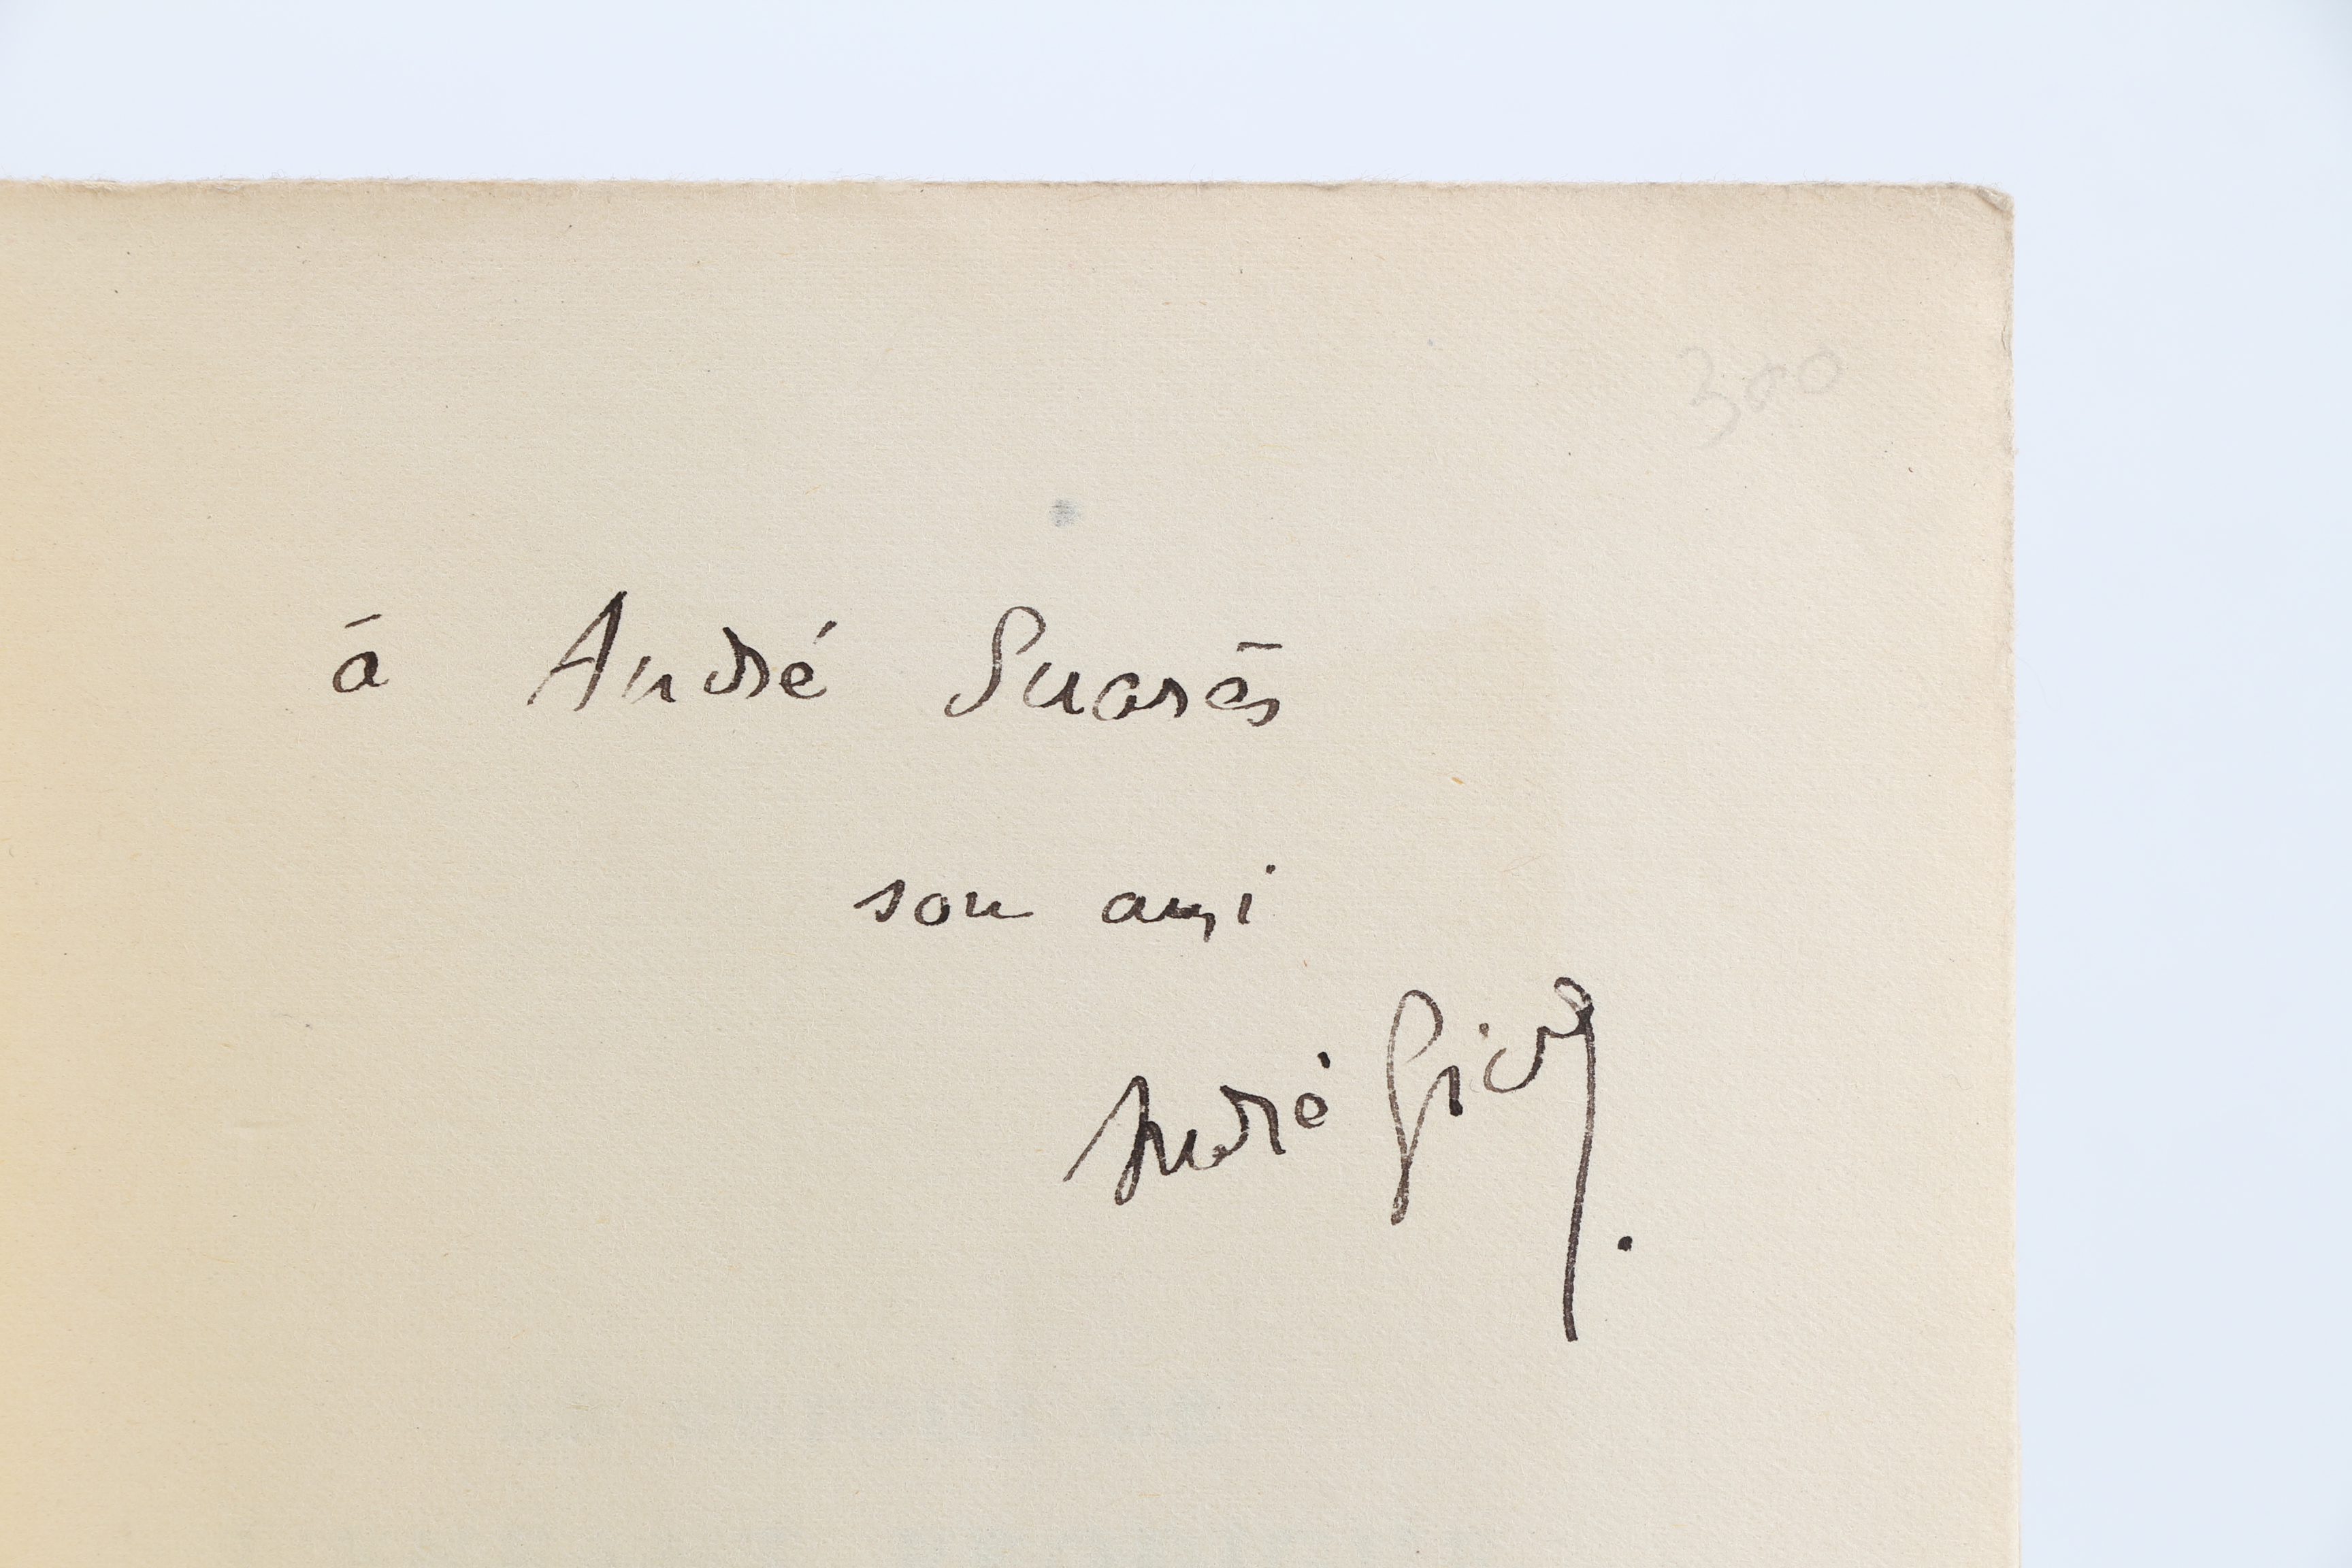 300
à André Suarès
son ami
André Gide.